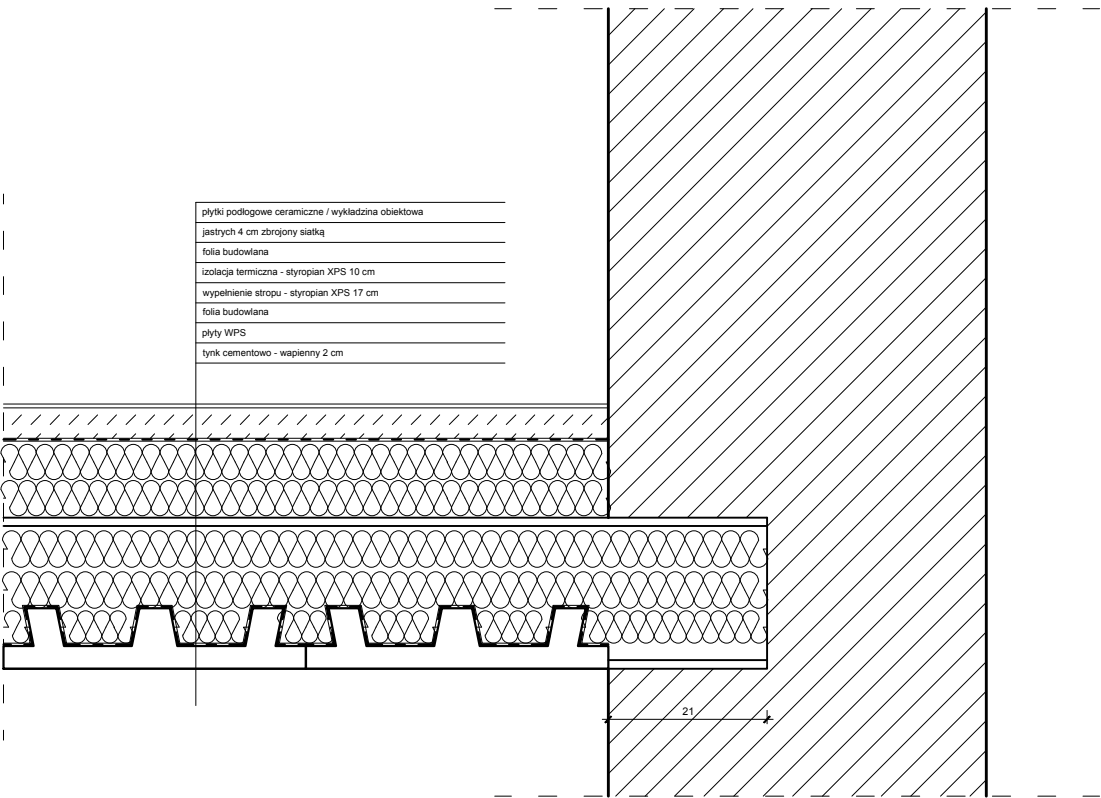 płytki podłogowe ceramiczne / wykładzina obiektowa
jastrych 4 cm zbrojony siatką
folia budowlana
izolacja termiczna - styropian XPS 10 cm
wypełnienie stropu - styropian XPS 17 cm
folia budowlana
płyty WPS
tynk cementowo - wapienny 2 cm
21